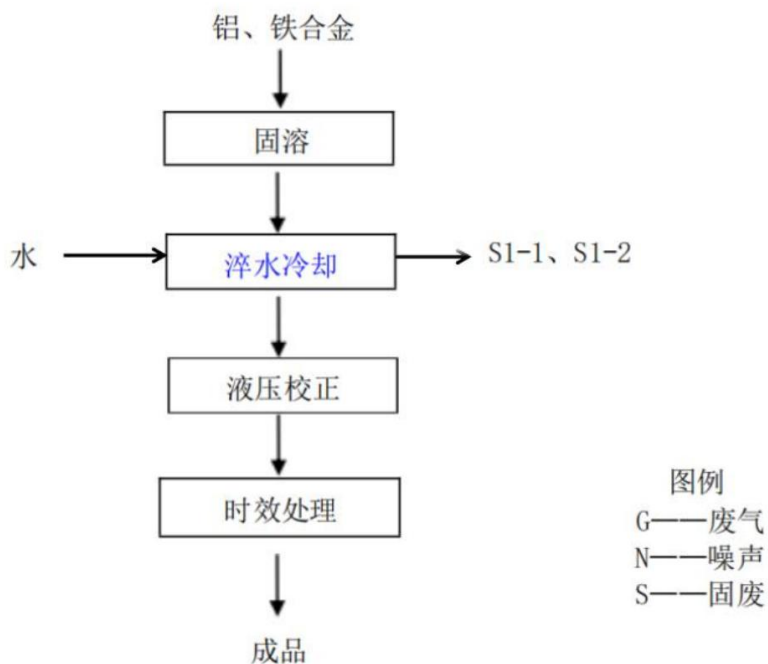 铝、铁合金
固溶
水
淬水冷却
S1-1、S1-2
液压校正
时效处理
成品
图例
G——废气
N——噪声
S——固废